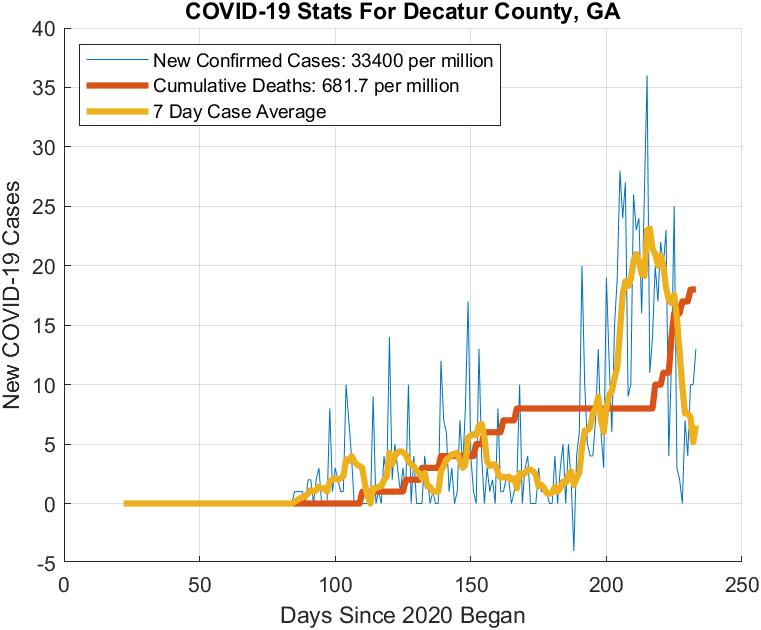 COVID-19 Stats For Decatur County, GA
New Confirmed Cases: 33400 per million
Cumulative Deaths: 681.7 per million
7 Day Case Average
New COVID-19 Cases
40
35
30
25
20
15
10
5
0
-5
0 50 100 150 200 250
Days Since 2020 Began